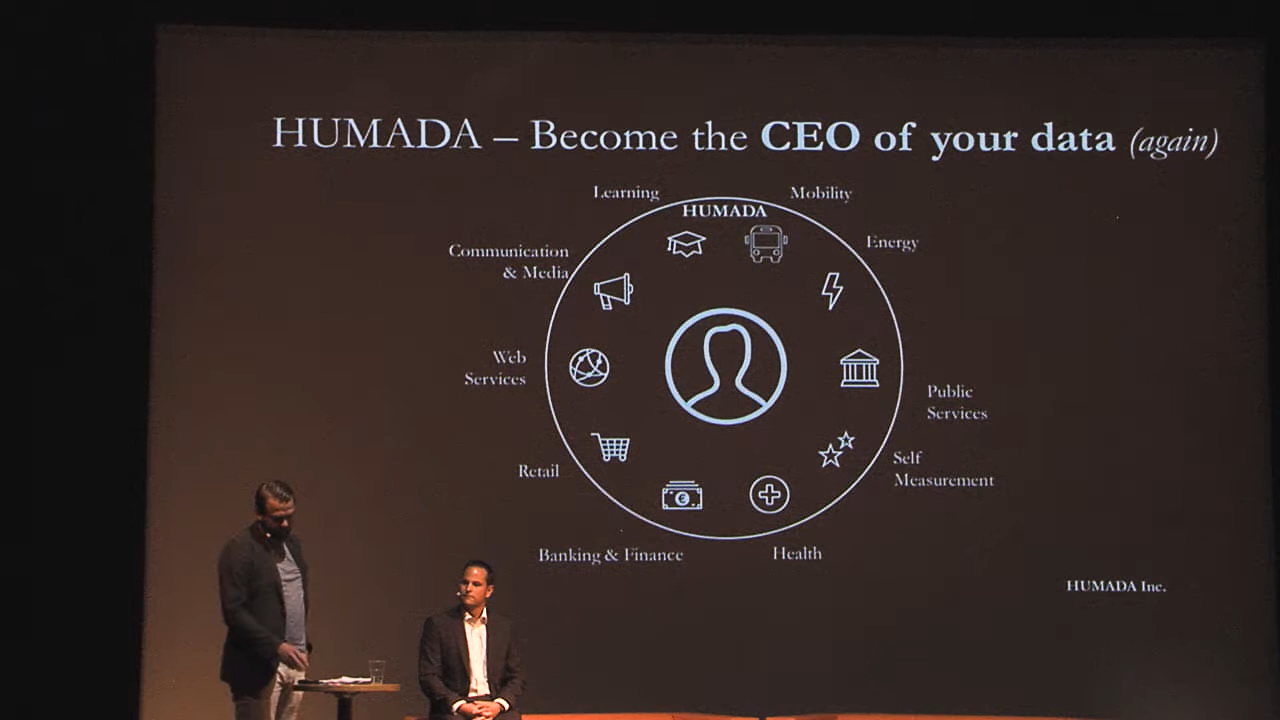 HUMADA – Become the CEO of your data (again)
Learning
Mobility
HUMADA
Communication
& Media
Energy
Web
Services
Public
Services
Retail
Self
Measurement
Banking & Finance
Health
HUMADA Inc.